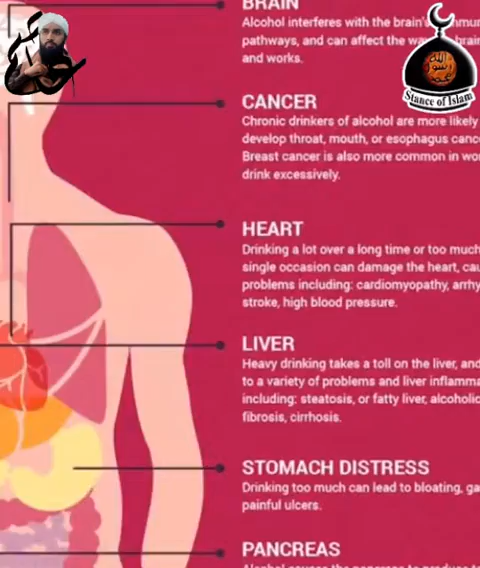 BRAIN
Alcohol interferes with the brain's
pathways, and can affect the brain
and works.
CANCER
Chronic drinkers of alcohol are more likely
develop throat, mouth, or esophagus
Breast cancer is also more common in
drink excessively.
HEART
Drinking a lot over a long time or too much
single occasion can damage the heart,
problems including: cardiomyopathy,
stroke, high blood pressure.
LIVER
Heavy drinking takes a toll on the liver, and
to a variety of problems and liver
including: steatosis, or fatty liver, alcoholic
fibrosis, cirrhosis.
STOMACH DISTRESS
Drinking too much can lead to bloating,
painful ulcers.
PANCREAS
Stance of Islam